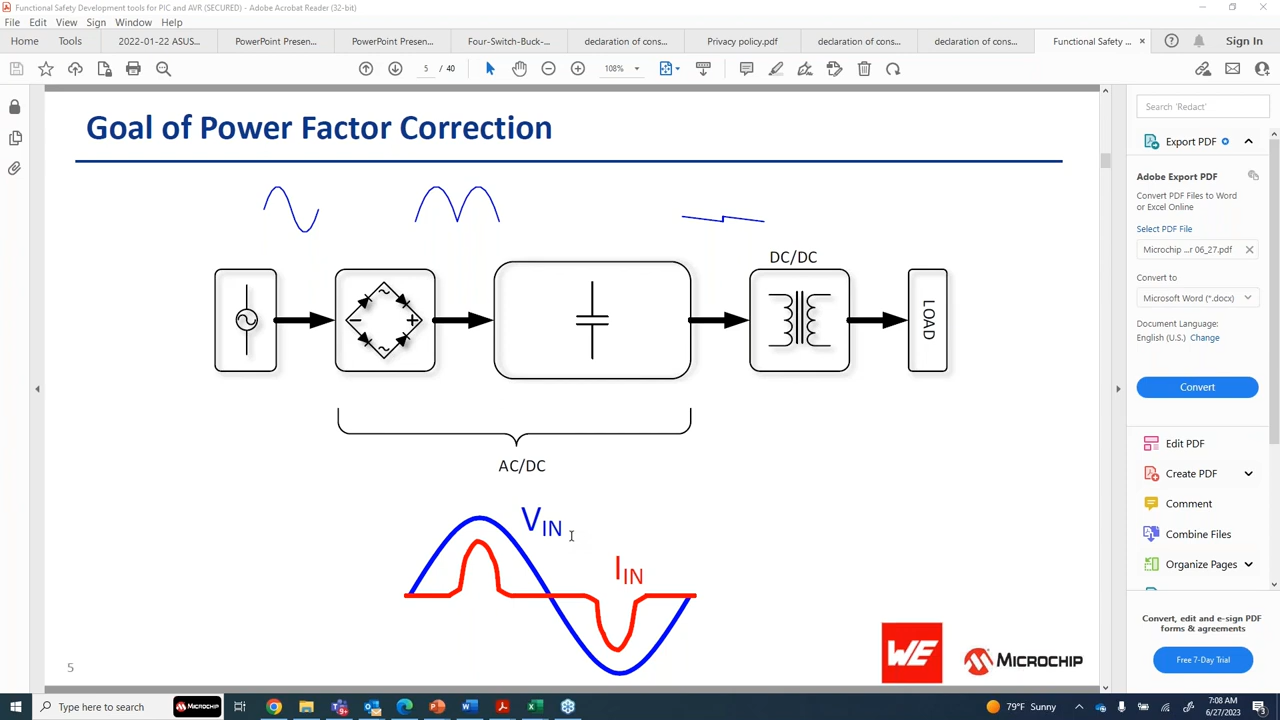 Functional Safety Development tools for PIC and AVR (SECURED) - Adobe Acrobat Reader (32-bit)
File Edit View Sign Window Help
Home Tools 2022-01-22 ASUS... PowerPoint Presen... PowerPoint Presen... Four-Switch-Buck-... declaration of cons... Privacy policy.pdf declaration of cons... declaration of cons... Functional Safety ... × Sign In
5 / 40 108%
Goal of Power Factor Correction
DC/DC
LOAD
AC/DC
VIN
IIN
5
WE MICROCHIP
Search 'Redact'
Export PDF
Adobe Export PDF
Convert PDF Files to Word
or Excel Online
Select PDF File
Microchip ...r 06_27.pdf
Convert to
Microsoft Word (*.docx)
Document Language:
English (U.S.) Change
Convert
Edit PDF
Create PDF
Comment
Combine Files
Organize Pages
Convert, edit and e-sign PDF
forms & agreements
Free 7-Day Trial
Type here to search MICROCHIP 79°F Sunny 7:08 AM
6/27/2023